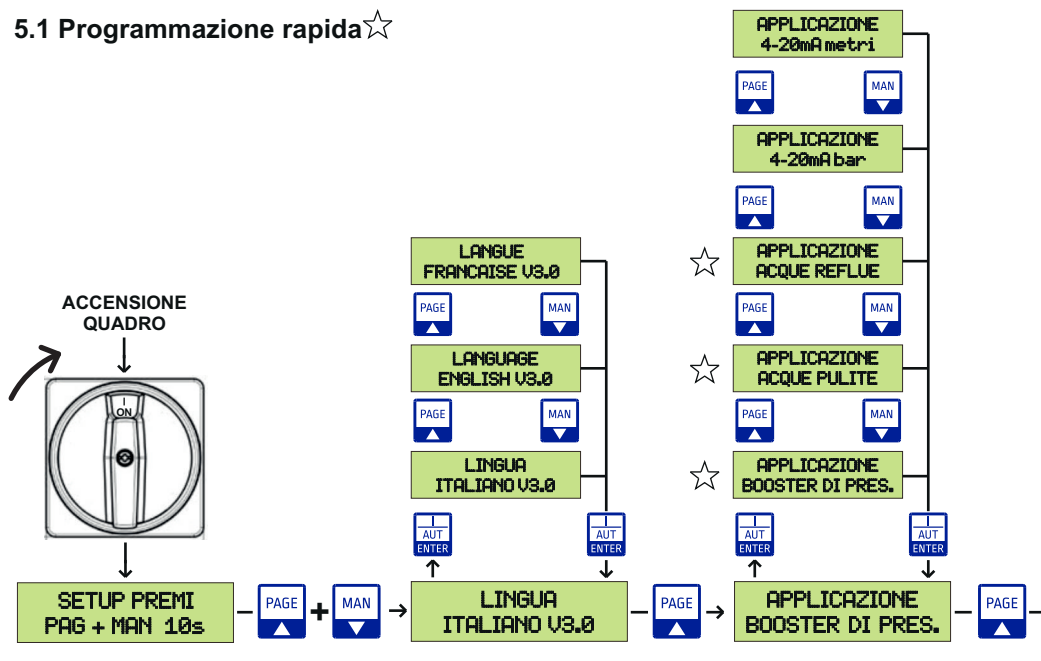 5.1 Programmazione rapida
APPLICAZIONE
4-20mA metri
PAGE
MAN
APPLICAZIONE
4-20mA bar
PAGE
MAN
LANGUE
FRANCAISE V3.0
APPLICAZIONE
ACQUE REFLUE
ACCENSIONE
QUADRO
PAGE
MAN
PAGE
MAN
LANGUAGE
ENGLISH V3.0
APPLICAZIONE
ACQUE PULITE
I
ON
PAGE
MAN
PAGE
MAN
LINGUA
ITALIANO V3.0
APPLICAZIONE
BOOSTER DI PRES.
I
AUT
ENTER
I
AUT
ENTER
I
AUT
ENTER
I
AUT
ENTER
SETUP PREMI
PAG + MAN 10s
PAGE
+
MAN
LINGUA
ITALIANO V3.0
PAGE
APPLICAZIONE
BOOSTER DI PRES.
PAGE